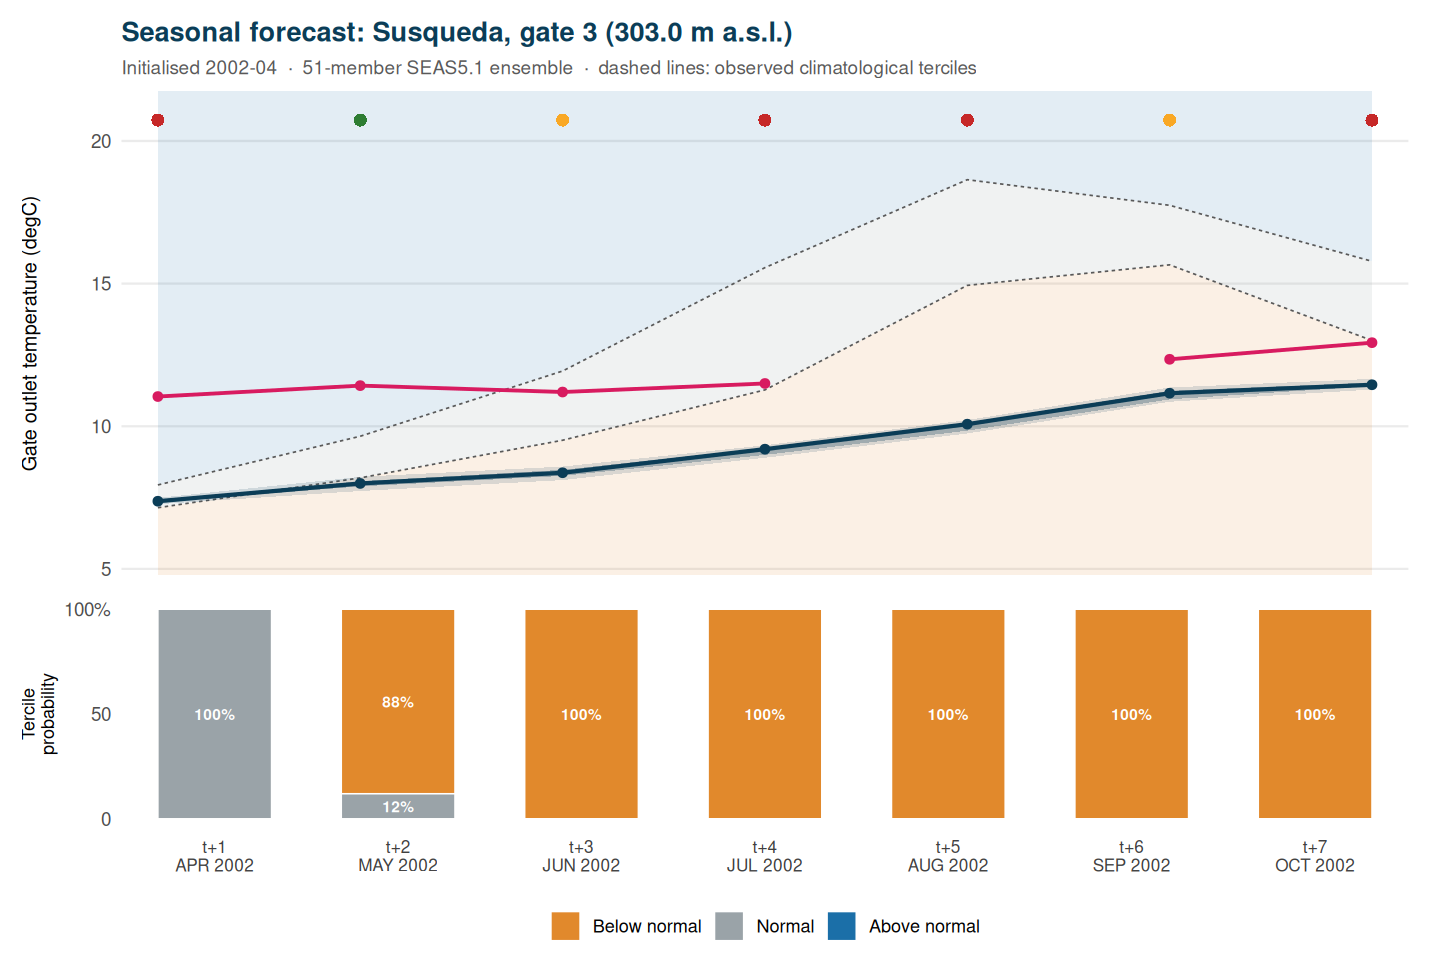 Seasonal forecast: Susqueda, gate 3 (303.0 m a.s.l.)
Initialised 2002-04 · 51-member SEAS5.1 ensemble · dashed lines: observed climatological terciles
Gate outlet temperature (degC)
20
15
10
5
Tercile
probability
100%
50
0
100%
88%
12%
100%
100%
100%
100%
100%
t+1
APR 2002
t+2
MAY 2002
t+3
JUN 2002
t+4
JUL 2002
t+5
AUG 2002
t+6
SEP 2002
t+7
OCT 2002
Below normal
Normal
Above normal